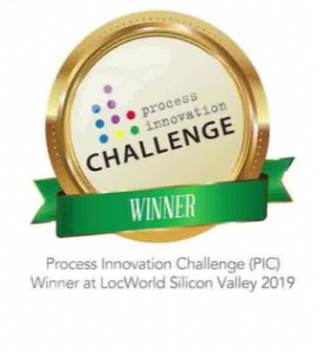 process
innovation
CHALLENGE
WINNER
Process Innovation Challenge (PIC)
Winner at LocWorld Silicon Valley 2019